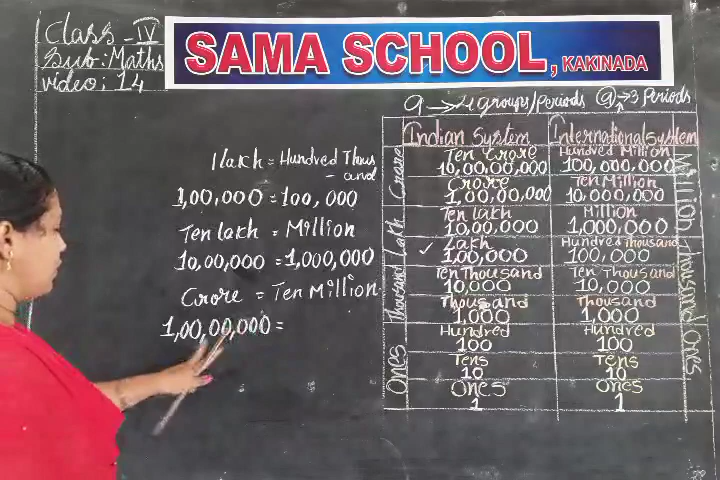 Class - IV
Sub: Maths
Video: 14
SAMA SCHOOL, KAKINADA
9 → 4 groups/periods 9 → 3 periods
Indian System International system
Ten Crore Hundred Million
10,00,00,000 100,000,000
Crore Ten Million
1,00,00,000 10,000,000
Ten Lakh Million
10,00,000 1,000,000
✓ Lakh Hundred Thousand
1,00,000 100,000
Ten Thousand Ten Thousand
10,000 10,000
Thousand Thousand
1,000 1,000
Hundred Hundred
100 100
Tens Tens
10 10
Ones Ones
1 1
Crore
Lakh
Thousand
Ones
Million
Thousand
Ones
1 lakh = Hundred Thous
- and
1,00,000 = 100,000
Ten lakh = Million
10,00,000 = 1,000,000
Crore = Ten Million
1,00,00,000 =